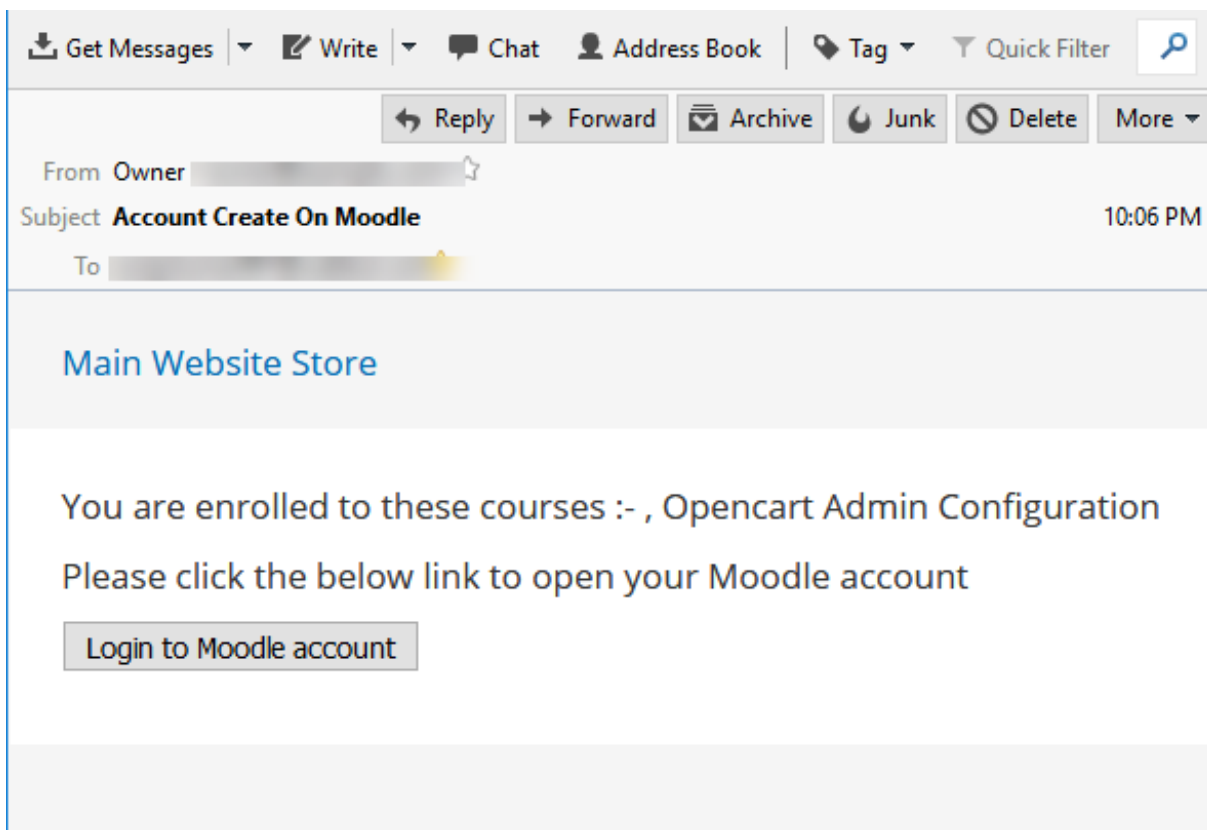 Get Messages Write Chat Address Book Tag Quick Filter
Reply Forward Archive Junk Delete More
From Owner
Subject Account Create On Moodle 10:06 PM
To
Main Website Store
You are enrolled to these courses :- , Opencart Admin Configuration
Please click the below link to open your Moodle account
Login to Moodle account